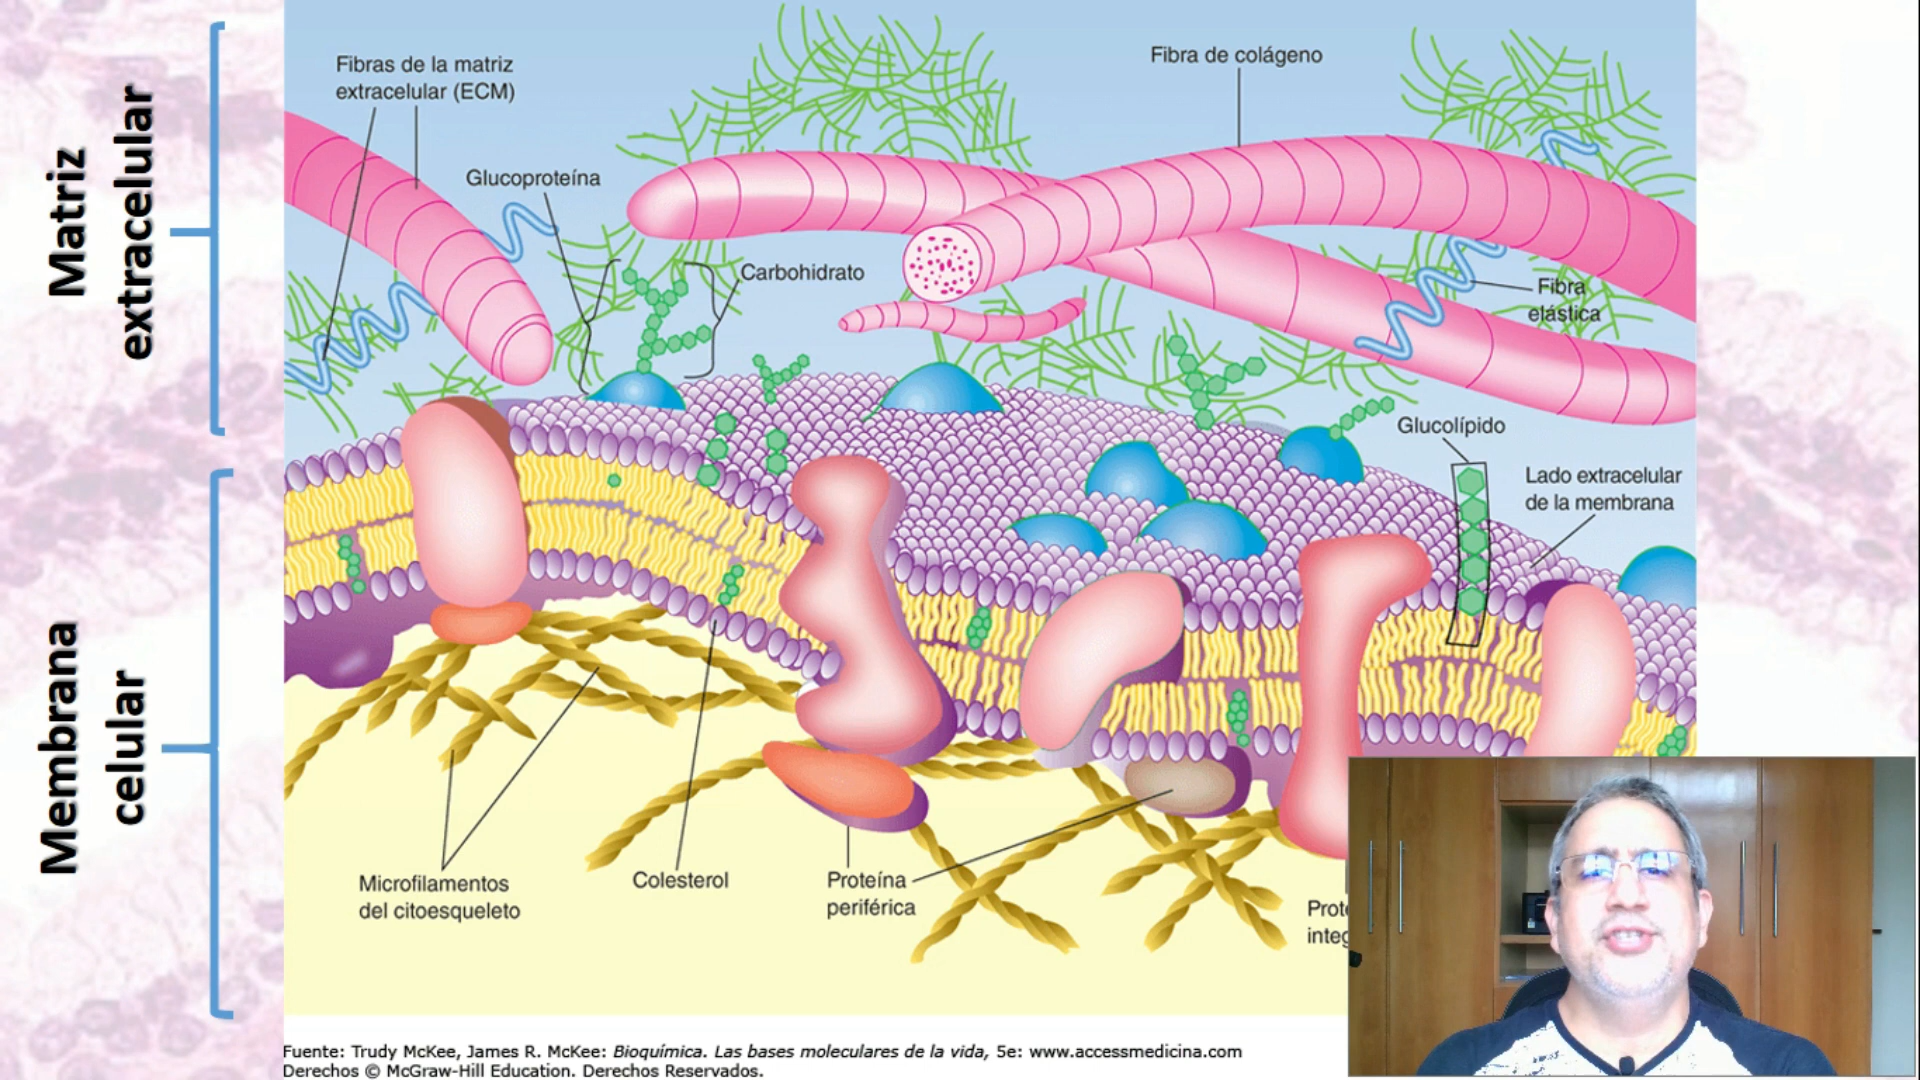 Matriz
extracelular
Membrana
celular
Fibras de la matriz
extracelular (ECM)
Glucoproteína
Carbohidrato
Fibra de colágeno
Fibra
elástica
Glucolípido
Lado extracelular
de la membrana
Microfilamentos
del citoesqueleto
Colesterol
Proteína
periférica
Fuente: Trudy McKee, James R. McKee: Bioquímica. Las bases moleculares de la vida, 5e: www.accessmedicina.com
Derechos © McGraw-Hill Education. Derechos Reservados.